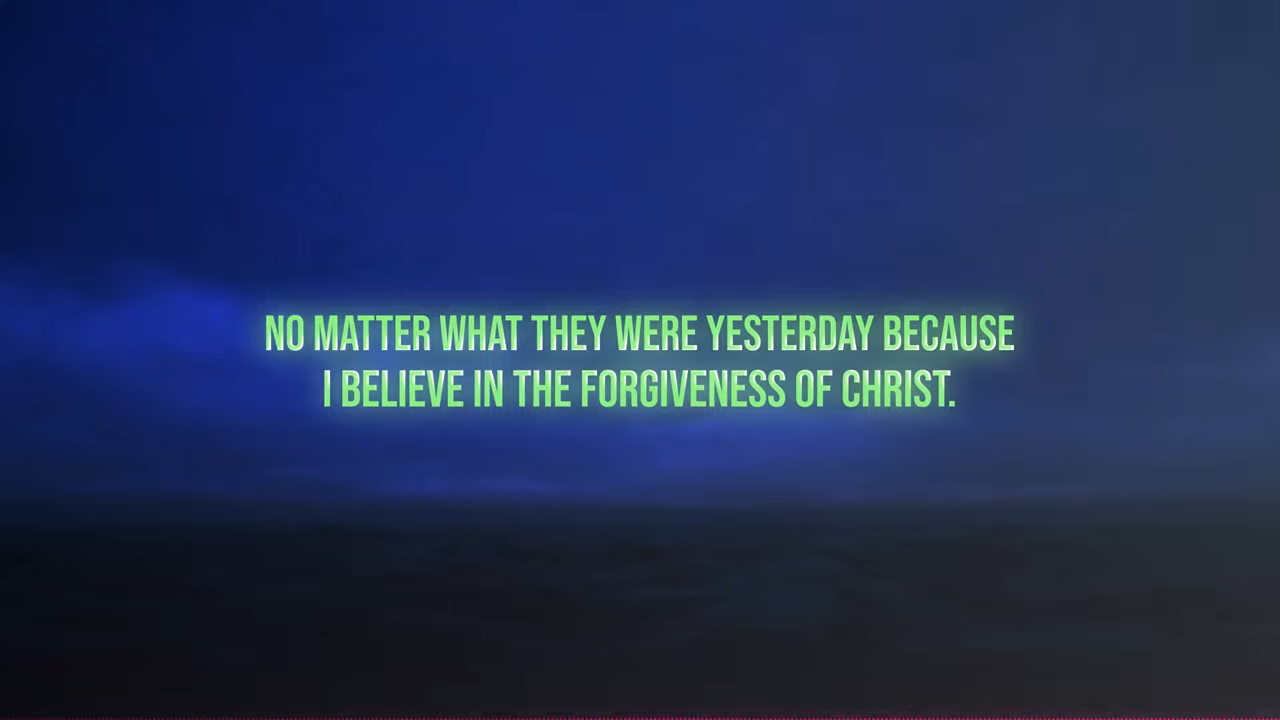 NO MATTER WHAT THEY WERE YESTERDAY BECAUSE
I BELIEVE IN THE FORGIVENESS OF CHRIST.